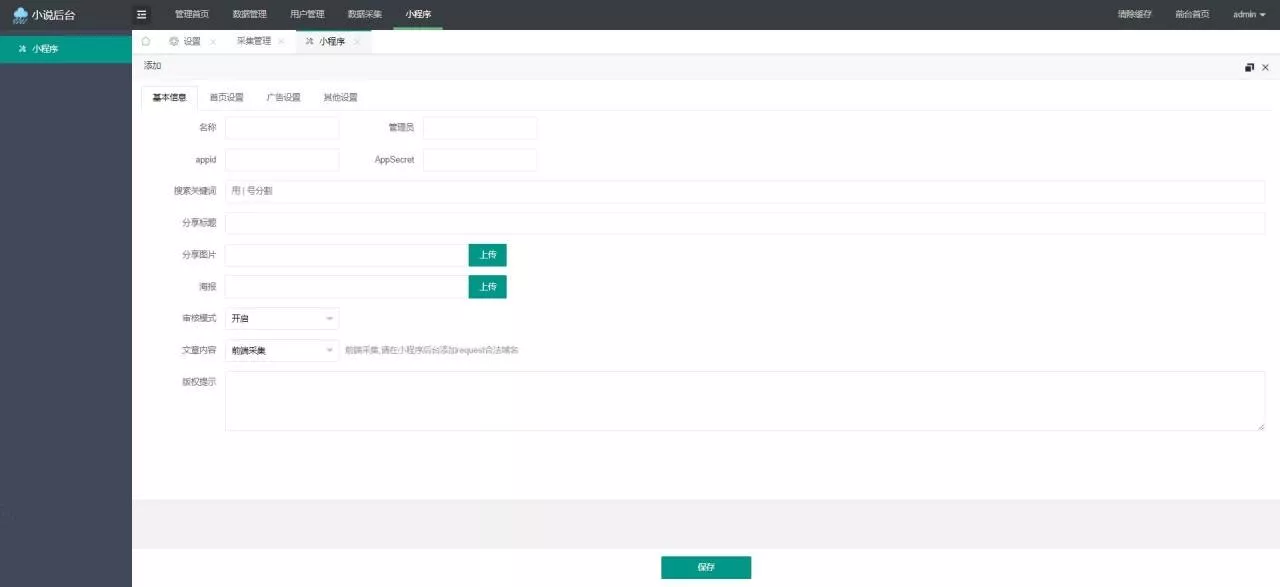 小说后台 管理首页 数据管理 用户管理 数据采集 小程序 清除缓存 前台首页 admin
小程序 设置 采集管理 小程序
添加
基本信息 首页设置 广告设置 其他设置
名称 管理员
appid AppSecret
搜索关键词 用 | 号分割
分享标题
分享图片 上传
海报 上传
审核模式 开启
文章内容 前端采集 前端采集,请在小程序后台添加request合法域名
版权提示
保存